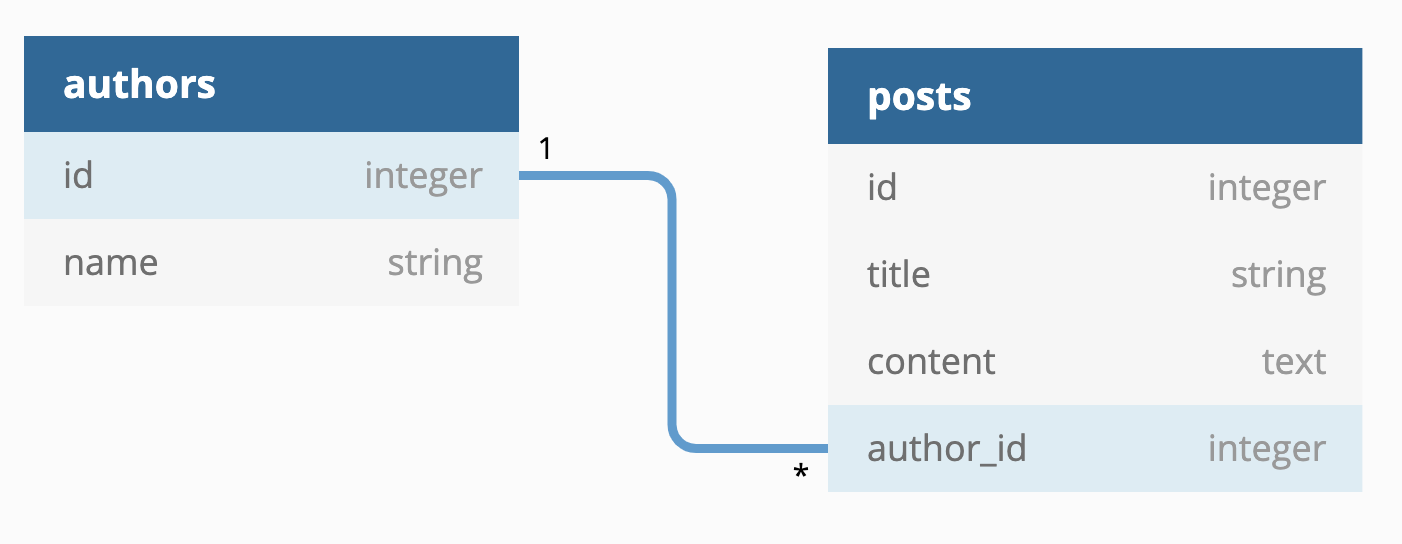 authors
id integer
name string
1
*
posts
id integer
title string
content text
author_id integer